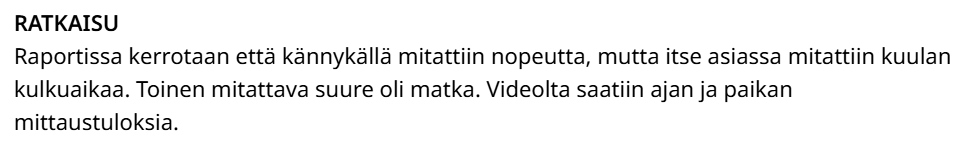 RATKAISU
Raportissa kerrotaan että kännykällä mitattiin nopeutta, mutta itse asiassa mitattiin kuulan
kulkuaikaa. Toinen mitattava suure oli matka. Videolta saatiin ajan ja paikan
mittaustuloksia.